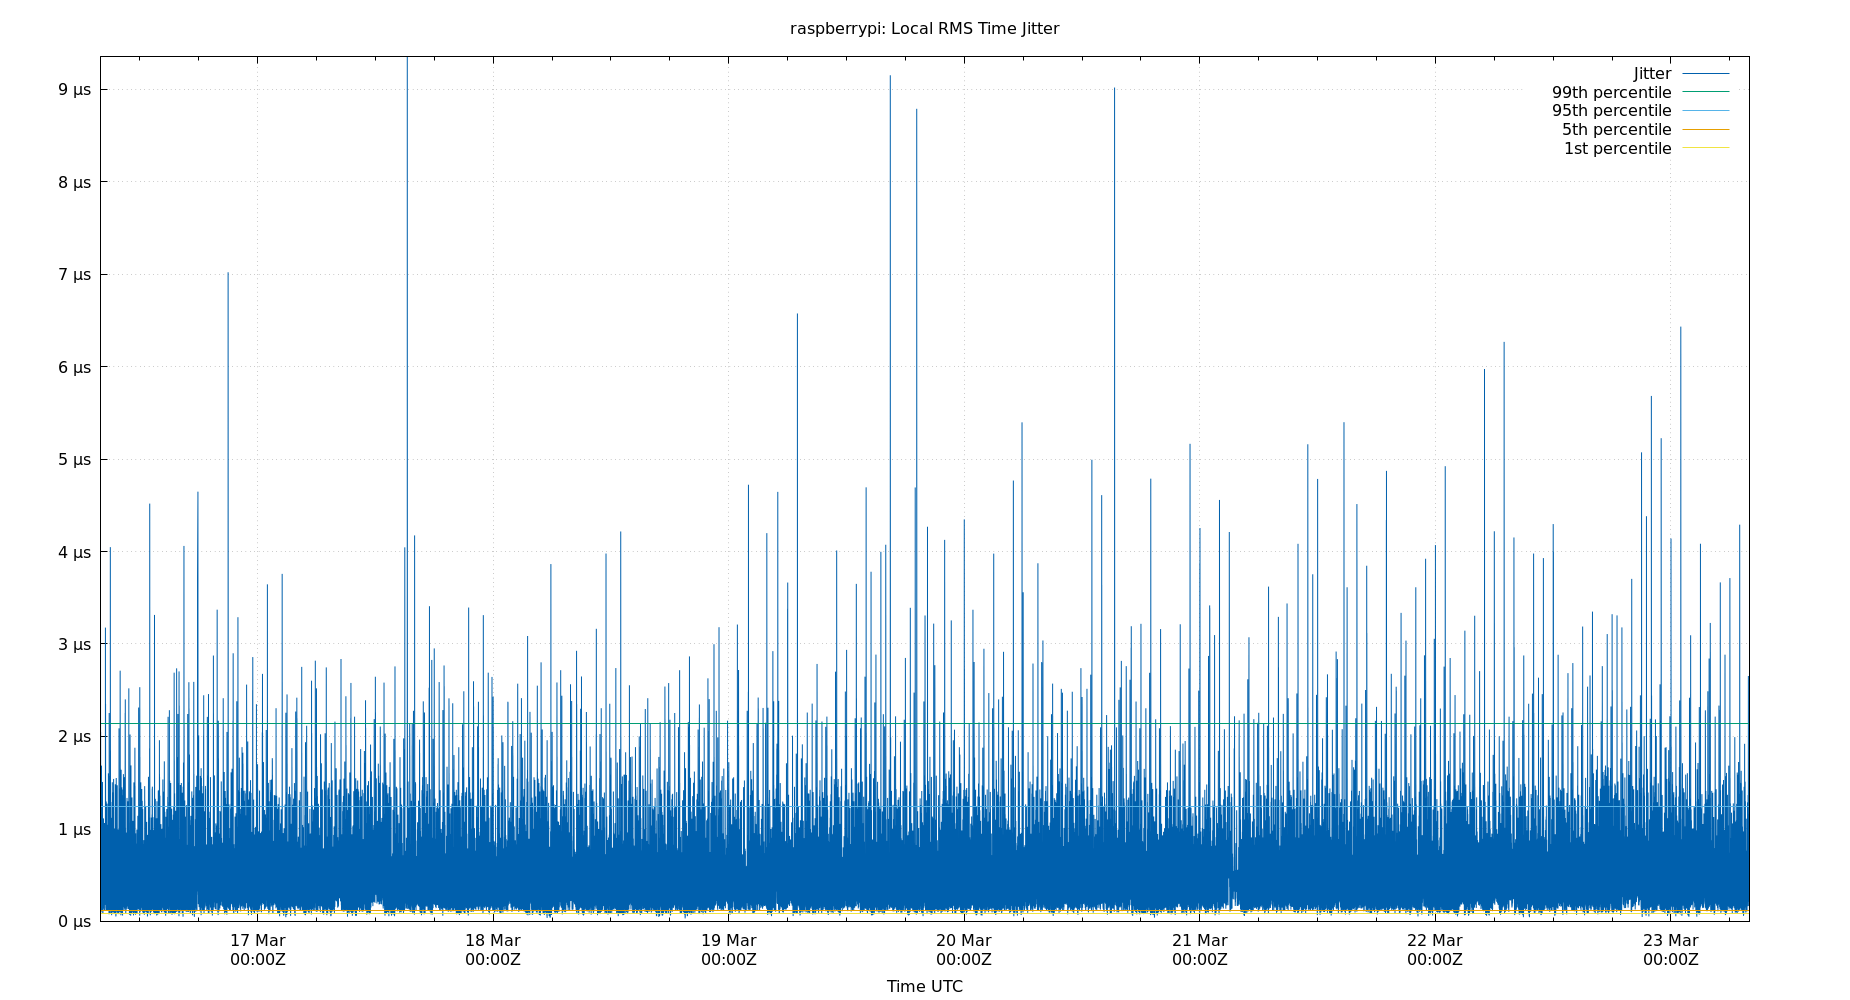 raspberrypi: Local RMS Time Jitter
Jitter
99th percentile
95th percentile
5th percentile
1st percentile
9 µs
8 µs
7 µs
6 µs
5 µs
4 µs
3 µs
2 µs
1 µs
0 µs
17 Mar 18 Mar 19 Mar 20 Mar 21 Mar 22 Mar 23 Mar
00:00Z 00:00Z 00:00Z 00:00Z 00:00Z 00:00Z 00:00Z
Time UTC